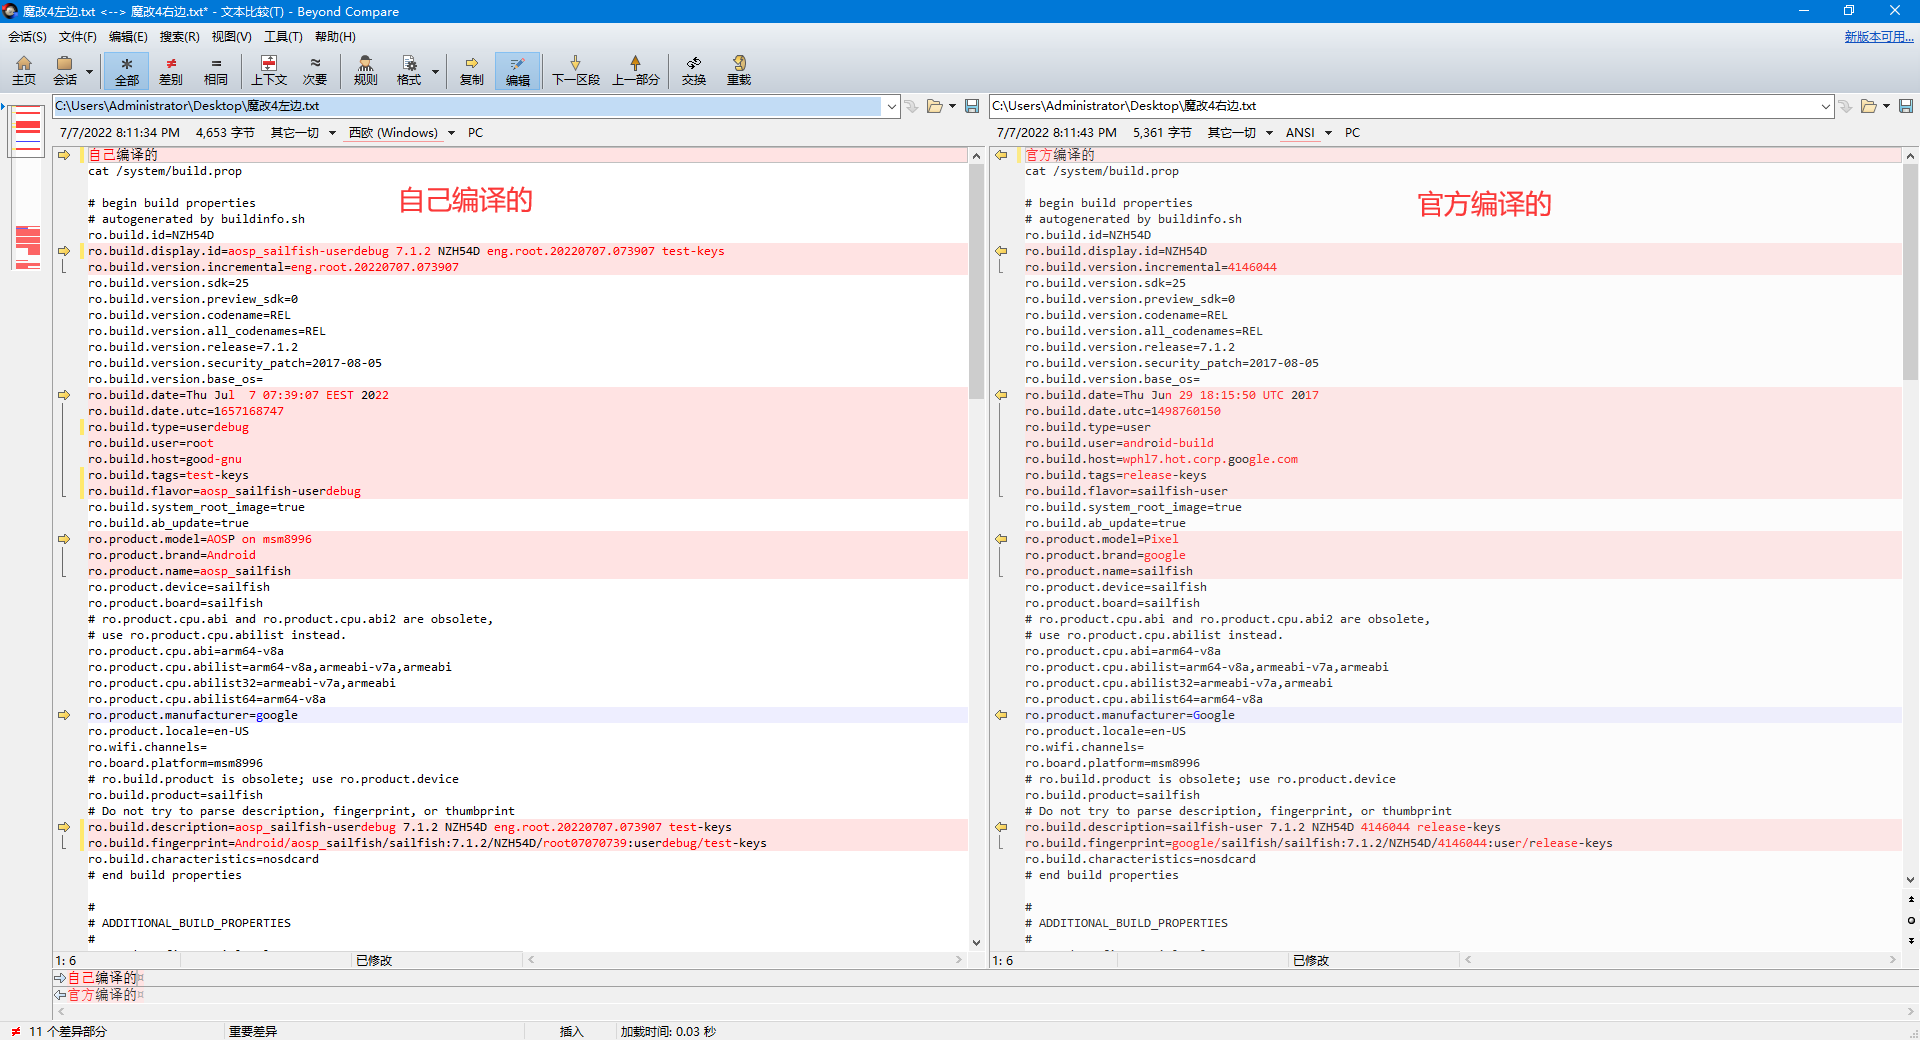 魔改4左边.txt <--> 魔改4右边.txt* - 文本比较(T) - Beyond Compare
会话(S) 文件(F) 编辑(E) 搜索(R) 视图(V) 工具(T) 帮助(H) 新版本可用...
主页 会话 全部 差别 相同 上下文 次要 规则 格式 复制 编辑 下一区段 上一部分 交换 重载
C:\Users\Administrator\Desktop\魔改4左边.txt
7/7/2022 8:11:34 PM 4,653 字节 其它一切 西欧 (Windows) PC
自己编译的
cat /system/build.prop
自己编译的
# begin build properties
# autogenerated by buildinfo.sh
ro.build.id=NZH54D
ro.build.display.id=aosp_sailfish-userdebug 7.1.2 NZH54D eng.root.20220707.073907 test-keys
ro.build.version.incremental=eng.root.20220707.073907
ro.build.version.sdk=25
ro.build.version.preview_sdk=0
ro.build.version.codename=REL
ro.build.version.all_codenames=REL
ro.build.version.release=7.1.2
ro.build.version.security_patch=2017-08-05
ro.build.version.base_os=
ro.build.date=Thu Jul  7 07:39:07 EEST 2022
ro.build.date.utc=1657168747
ro.build.type=userdebug
ro.build.user=root
ro.build.host=good-gnu
ro.build.tags=test-keys
ro.build.flavor=aosp_sailfish-userdebug
ro.build.system_root_image=true
ro.build.ab_update=true
ro.product.model=AOSP on msm8996
ro.product.brand=Android
ro.product.name=aosp_sailfish
ro.product.device=sailfish
ro.product.board=sailfish
# ro.product.cpu.abi and ro.product.cpu.abi2 are obsolete,
# use ro.product.cpu.abilist instead.
ro.product.cpu.abi=arm64-v8a
ro.product.cpu.abilist=arm64-v8a,armeabi-v7a,armeabi
ro.product.cpu.abilist32=armeabi-v7a,armeabi
ro.product.cpu.abilist64=arm64-v8a
ro.product.manufacturer=google
ro.product.locale=en-US
ro.wifi.channels=
ro.board.platform=msm8996
# ro.build.product is obsolete; use ro.product.device
ro.build.product=sailfish
# Do not try to parse description, fingerprint, or thumbprint
ro.build.description=aosp_sailfish-userdebug 7.1.2 NZH54D eng.root.20220707.073907 test-keys
ro.build.fingerprint=Android/aosp_sailfish/sailfish:7.1.2/NZH54D/root07070739:userdebug/test-keys
ro.build.characteristics=nosdcard
# end build properties
#
# ADDITIONAL_BUILD_PROPERTIES
#
1: 6 已修改
C:\Users\Administrator\Desktop\魔改4右边.txt
7/7/2022 8:11:43 PM 5,361 字节 其它一切 ANSI PC
官方编译的
cat /system/build.prop
官方编译的
# begin build properties
# autogenerated by buildinfo.sh
ro.build.id=NZH54D
ro.build.display.id=NZH54D
ro.build.version.incremental=4146044
ro.build.version.sdk=25
ro.build.version.preview_sdk=0
ro.build.version.codename=REL
ro.build.version.all_codenames=REL
ro.build.version.release=7.1.2
ro.build.version.security_patch=2017-08-05
ro.build.version.base_os=
ro.build.date=Thu Jun 29 18:15:50 UTC 2017
ro.build.date.utc=1498760150
ro.build.type=user
ro.build.user=android-build
ro.build.host=wphl7.hot.corp.google.com
ro.build.tags=release-keys
ro.build.flavor=sailfish-user
ro.build.system_root_image=true
ro.build.ab_update=true
ro.product.model=Pixel
ro.product.brand=google
ro.product.name=sailfish
ro.product.device=sailfish
ro.product.board=sailfish
# ro.product.cpu.abi and ro.product.cpu.abi2 are obsolete,
# use ro.product.cpu.abilist instead.
ro.product.cpu.abi=arm64-v8a
ro.product.cpu.abilist=arm64-v8a,armeabi-v7a,armeabi
ro.product.cpu.abilist32=armeabi-v7a,armeabi
ro.product.cpu.abilist64=arm64-v8a
ro.product.manufacturer=Google
ro.product.locale=en-US
ro.wifi.channels=
ro.board.platform=msm8996
# ro.build.product is obsolete; use ro.product.device
ro.build.product=sailfish
# Do not try to parse description, fingerprint, or thumbprint
ro.build.description=sailfish-user 7.1.2 NZH54D 4146044 release-keys
ro.build.fingerprint=google/sailfish/sailfish:7.1.2/NZH54D/4146044:user/release-keys
ro.build.characteristics=nosdcard
# end build properties
#
# ADDITIONAL_BUILD_PROPERTIES
#
1: 6 已修改
自己编译的¤
官方编译的¤
11 个差异部分 重要差异 插入 加载时间: 0.03 秒